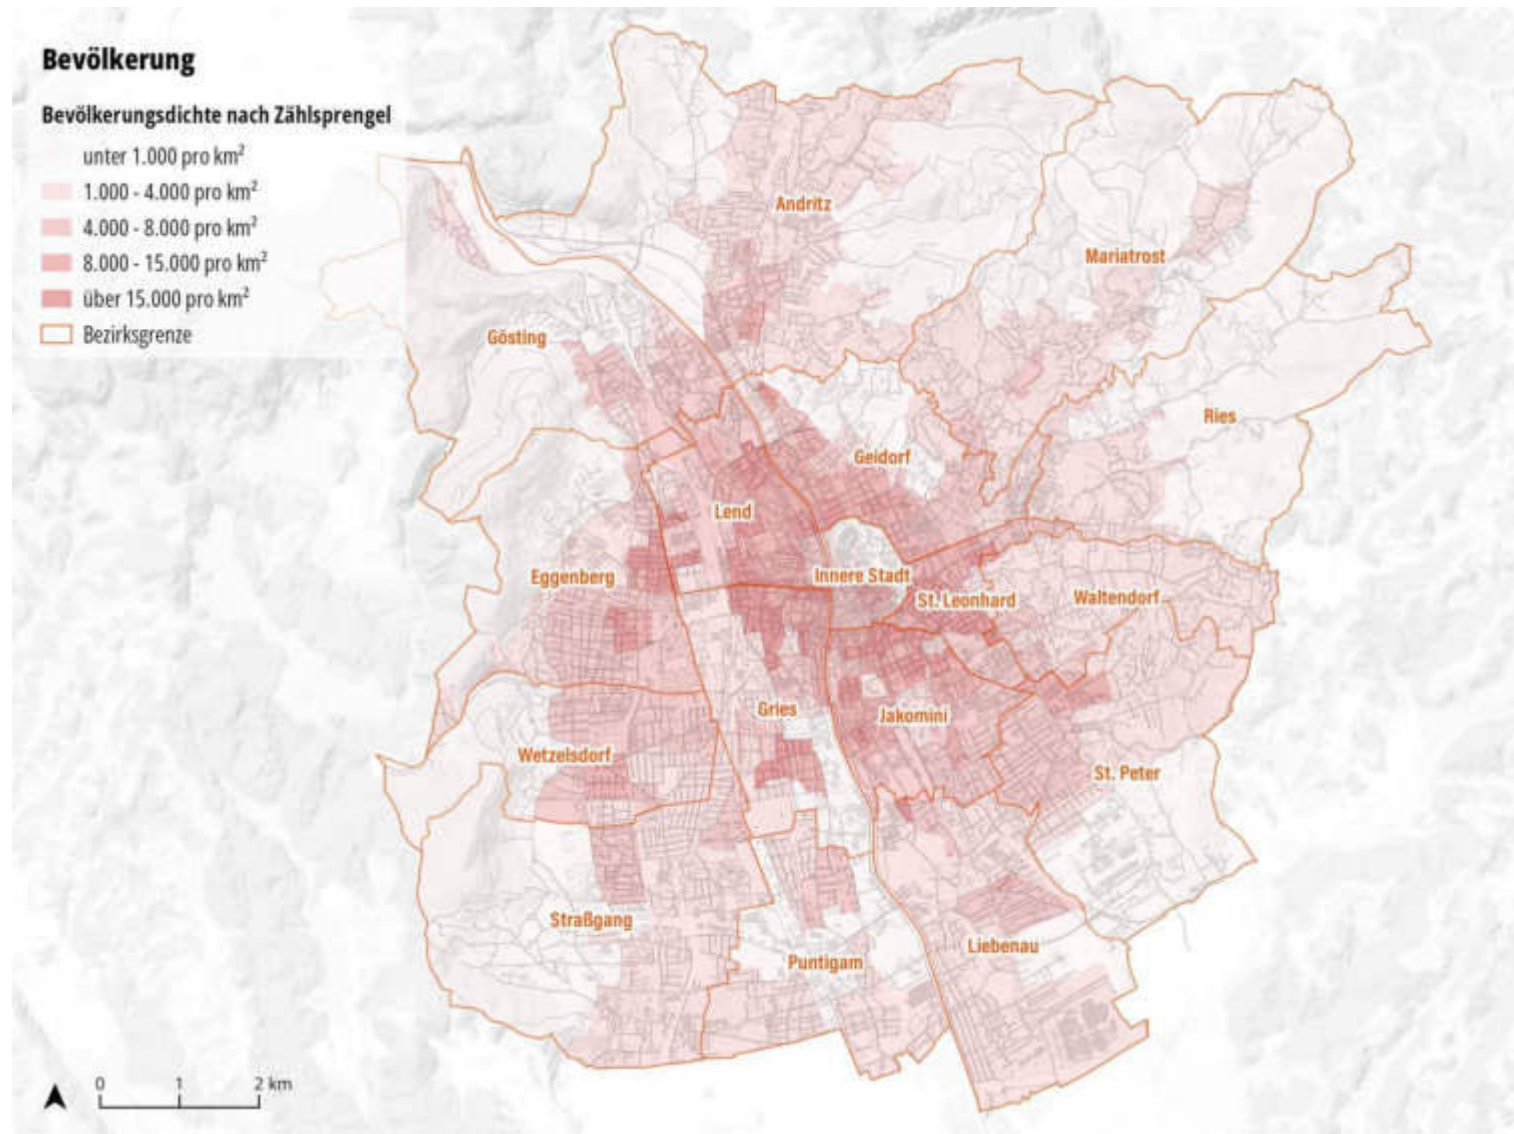 Bevölkerung
Bevölkerungsdichte nach Zählsprengel
unter 1.000 pro km²
1.000 - 4.000 pro km²
4.000 - 8.000 pro km²
8.000 - 15.000 pro km²
über 15.000 pro km²
Bezirksgrenze
Andritz
Mariatrost
Gösting
Ries
Geidorf
Lend
Eggenberg
Innere Stadt
St. Leonhard
Waltendorf
Gries
Jakomini
Wetzelsdorf
St. Peter
Straßgang
Liebenau
Puntigam
0 1 2 km